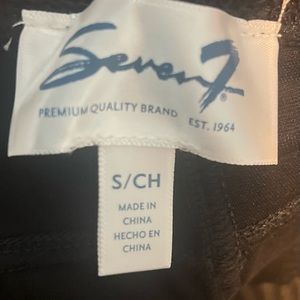 Seven7®
PREMIUM QUALITY BRAND EST. 1964
S/CH
MADE IN
CHINA
HECHO EN
CHINA